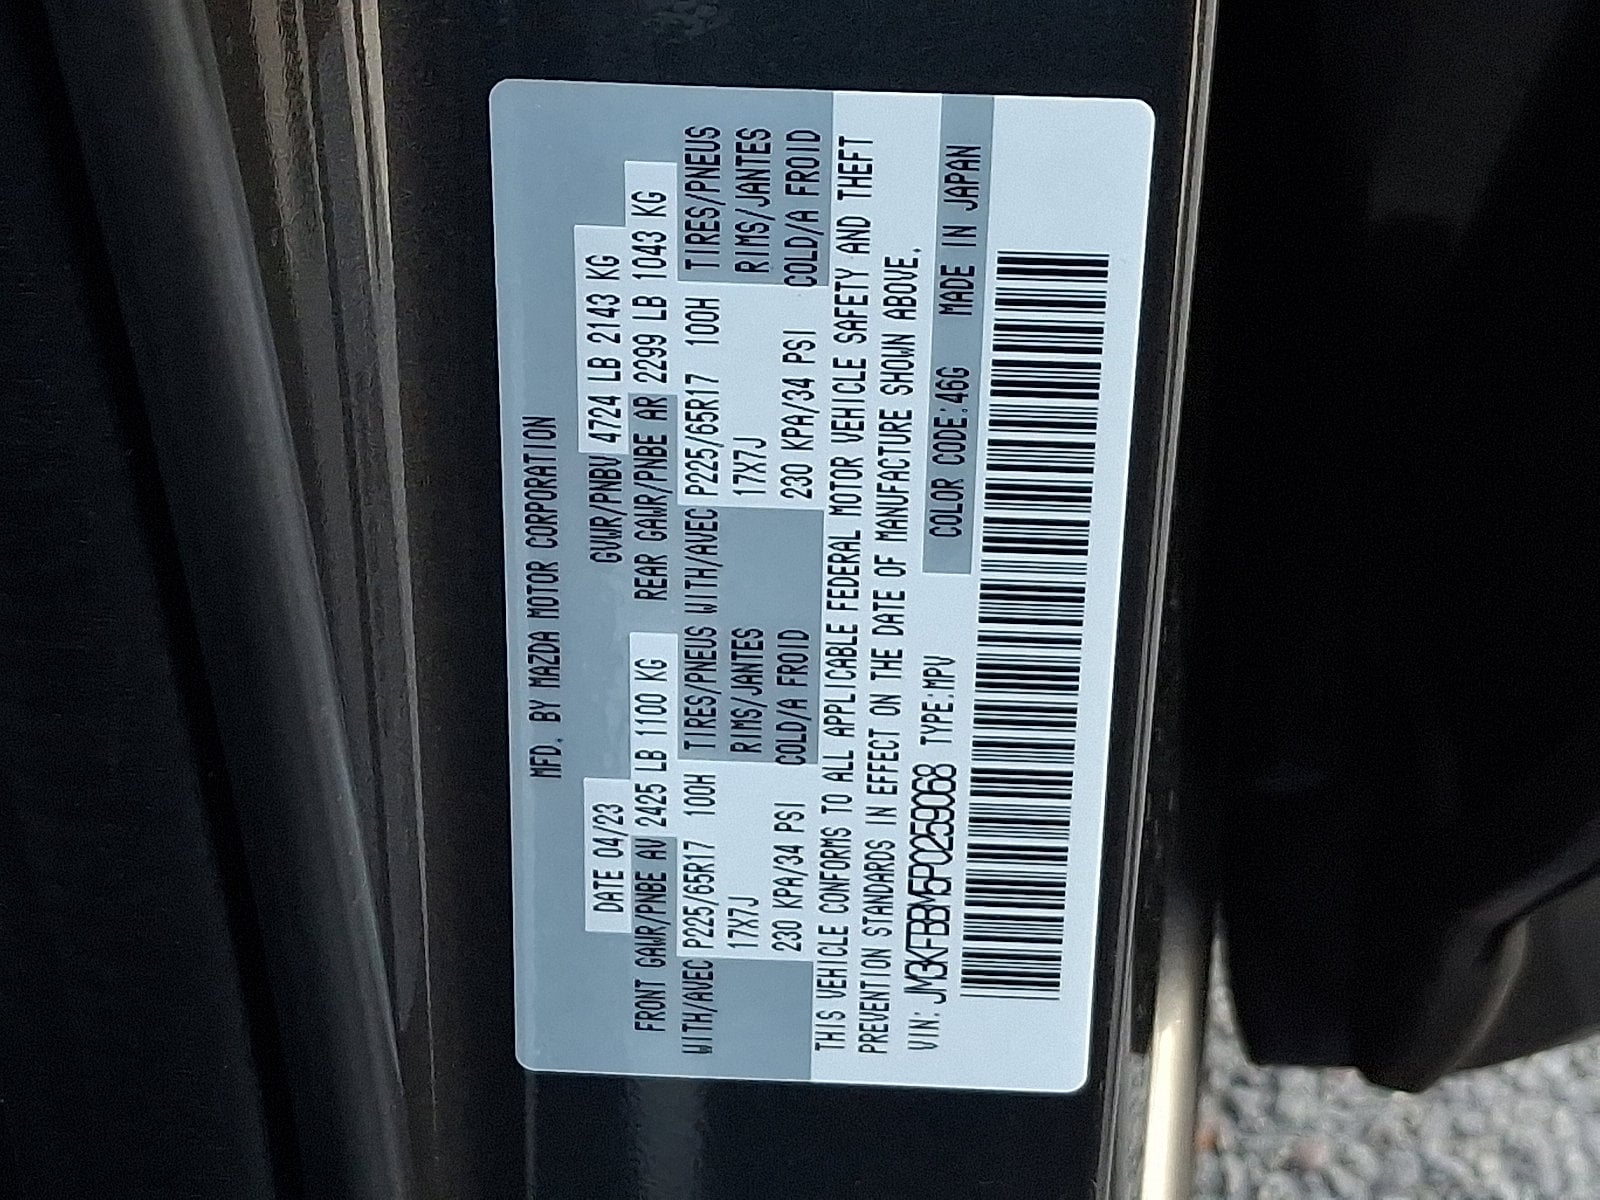 MFD. BY MAZDA MOTOR CORPORATION
DATE 04/23 GVWR/PNBV 4724 LB 2143 KG
FRONT GAWR/PNBE AV 2425 LB 1100 KG REAR GAWR/PNBE AR 2299 LB 1043 KG
WITH/AVEC P225/65R17 100H TIRES/PNEUS WITH/AVEC P225/65R17 100H TIRES/PNEUS
17X7J RIMS/JANTES 17X7J RIMS/JANTES
230 KPA/34 PSI COLD/A FROID 230 KPA/34 PSI COLD/A FROID
THIS VEHICLE CONFORMS TO ALL APPLICABLE FEDERAL MOTOR VEHICLE SAFETY AND THEFT
PREVENTION STANDARDS IN EFFECT ON THE DATE OF MANUFACTURE SHOWN ABOVE.
VIN: JM3KFBBM5P0259068 TYPE:MPV COLOR CODE:46G MADE IN JAPAN